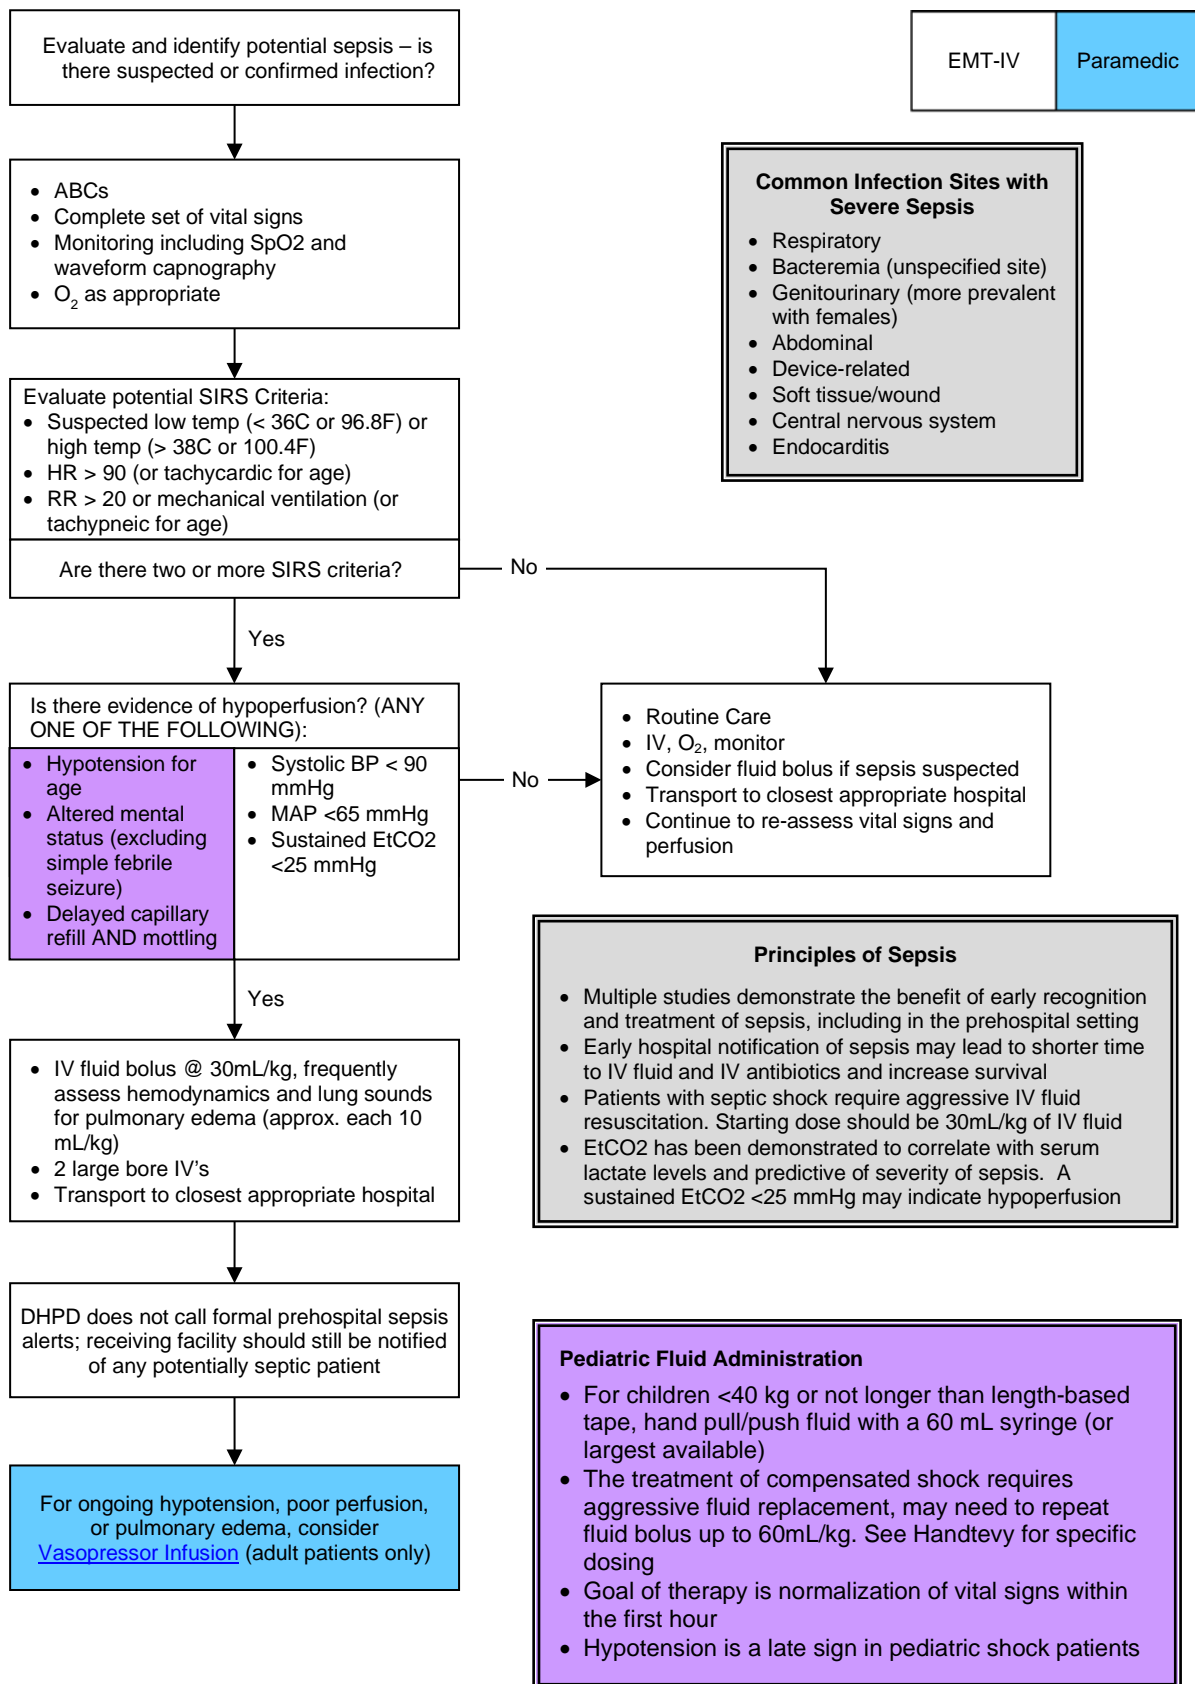 Evaluate and identify potential sepsis – is
there suspected or confirmed infection?
EMT-IV
Paramedic
• ABCs
• Complete set of vital signs
• Monitoring including SpO2 and
waveform capnography
• O2 as appropriate
Common Infection Sites with
Severe Sepsis
• Respiratory
• Bacteremia (unspecified site)
• Genitourinary (more prevalent
with females)
• Abdominal
• Device-related
• Soft tissue/wound
• Central nervous system
• Endocarditis
Evaluate potential SIRS Criteria:
• Suspected low temp (< 36C or 96.8F) or
high temp (> 38C or 100.4F)
• HR > 90 (or tachycardic for age)
• RR > 20 or mechanical ventilation (or
tachypneic for age)
Are there two or more SIRS criteria?
No
Yes
Is there evidence of hypoperfusion? (ANY
ONE OF THE FOLLOWING):
• Hypotension for
age
• Altered mental
status (excluding
simple febrile
seizure)
• Delayed capillary
refill AND mottling
• Systolic BP < 90
mmHg
• MAP <65 mmHg
• Sustained EtCO2
<25 mmHg
No
• Routine Care
• IV, O2, monitor
• Consider fluid bolus if sepsis suspected
• Transport to closest appropriate hospital
• Continue to re-assess vital signs and
perfusion
Yes
• IV fluid bolus @ 30mL/kg, frequently
assess hemodynamics and lung sounds
for pulmonary edema (approx. each 10
mL/kg)
• 2 large bore IV's
• Transport to closest appropriate hospital
Principles of Sepsis
• Multiple studies demonstrate the benefit of early recognition
and treatment of sepsis, including in the prehospital setting
• Early hospital notification of sepsis may lead to shorter time
to IV fluid and IV antibiotics and increase survival
• Patients with septic shock require aggressive IV fluid
resuscitation. Starting dose should be 30mL/kg of IV fluid
• EtCO2 has been demonstrated to correlate with serum
lactate levels and predictive of severity of sepsis. A
sustained EtCO2 <25 mmHg may indicate hypoperfusion
DHPD does not call formal prehospital sepsis
alerts; receiving facility should still be notified
of any potentially septic patient
For ongoing hypotension, poor perfusion,
or pulmonary edema, consider
Vasopressor Infusion (adult patients only)
Pediatric Fluid Administration
• For children <40 kg or not longer than length-based
tape, hand pull/push fluid with a 60 mL syringe (or
largest available)
• The treatment of compensated shock requires
aggressive fluid replacement, may need to repeat
fluid bolus up to 60mL/kg. See Handtevy for specific
dosing
• Goal of therapy is normalization of vital signs within
the first hour
• Hypotension is a late sign in pediatric shock patients